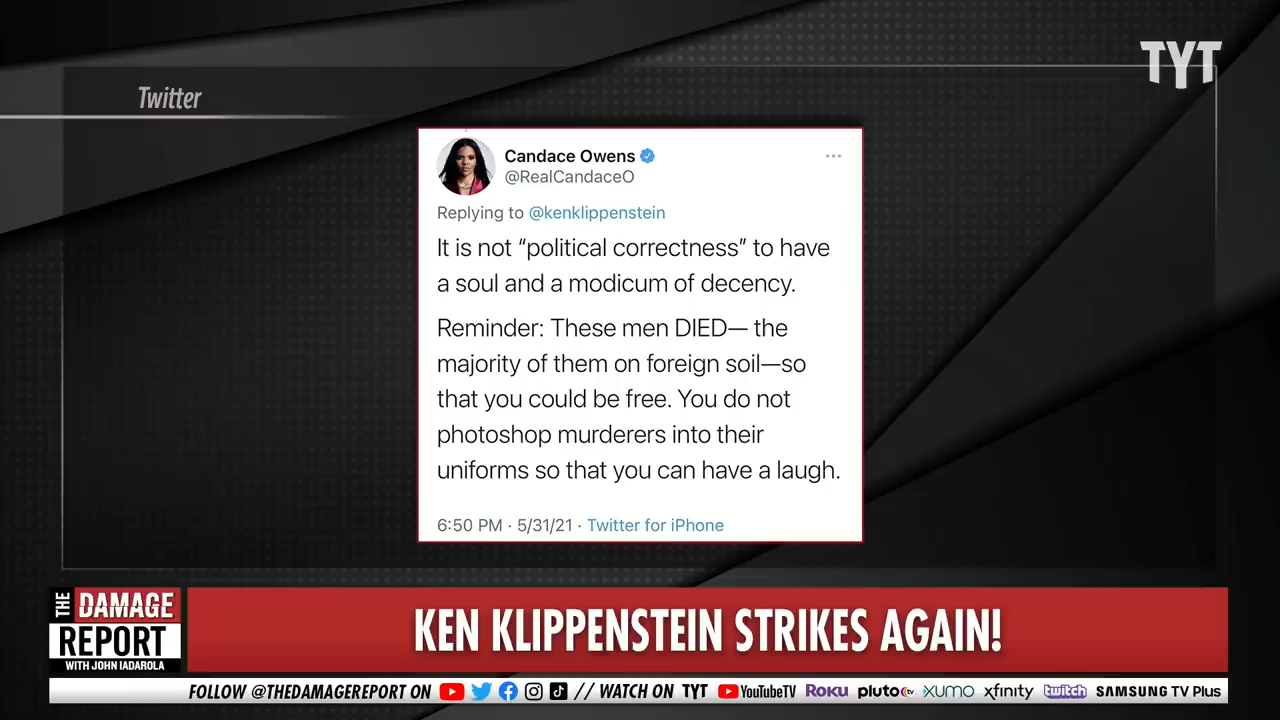 TYT
Twitter
Candace Owens
@RealCandaceO
Replying to @kenklippenstein
It is not “political correctness” to have
a soul and a modicum of decency.
Reminder: These men DIED— the
majority of them on foreign soil—so
that you could be free. You do not
photoshop murderers into their
uniforms so that you can have a laugh.
6:50 PM · 5/31/21 · Twitter for iPhone
THE DAMAGE
REPORT
WITH JOHN IADAROLA
KEN KLIPPENSTEIN STRIKES AGAIN!
FOLLOW @THEDAMAGEREPORT ON // WATCH ON TYT YouTubeTV Roku pluto tv xumo xfinity twitch SAMSUNG TV Plus